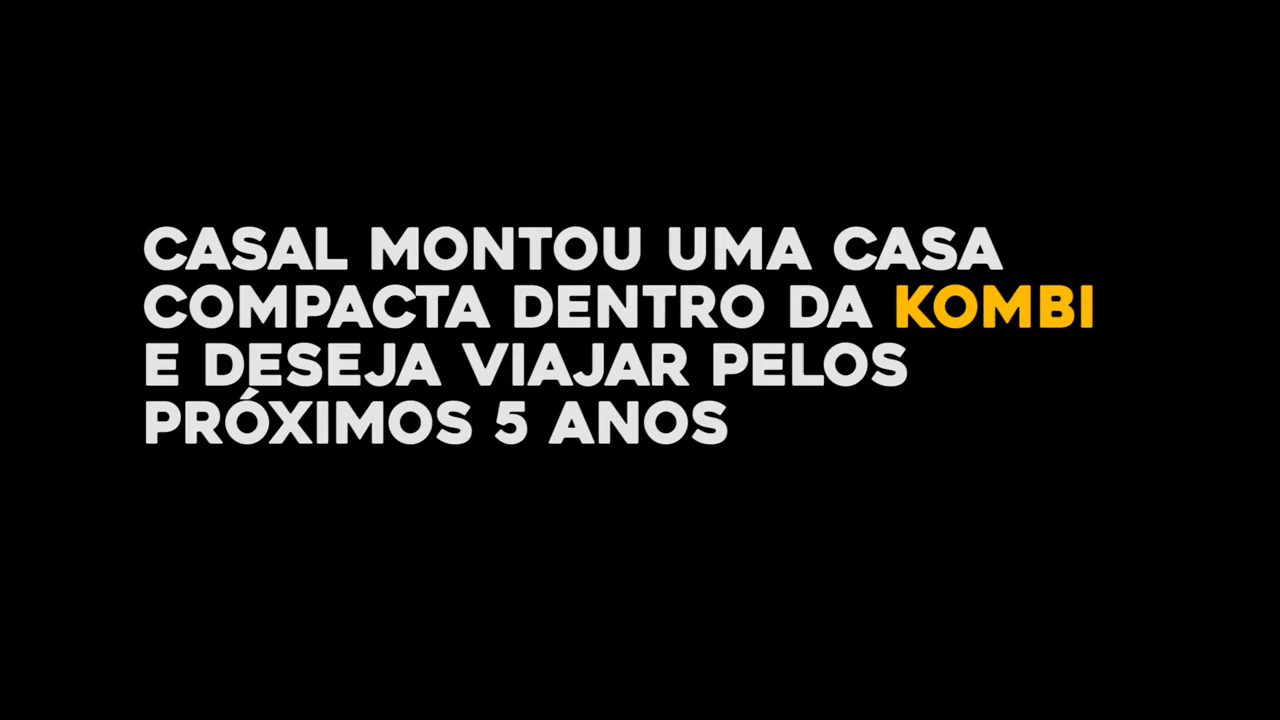 CASAL MONTOU UMA CASA
COMPACTA DENTRO DA KOMBI
E DESEJA VIAJAR PELOS
PRÓXIMOS 5 ANOS